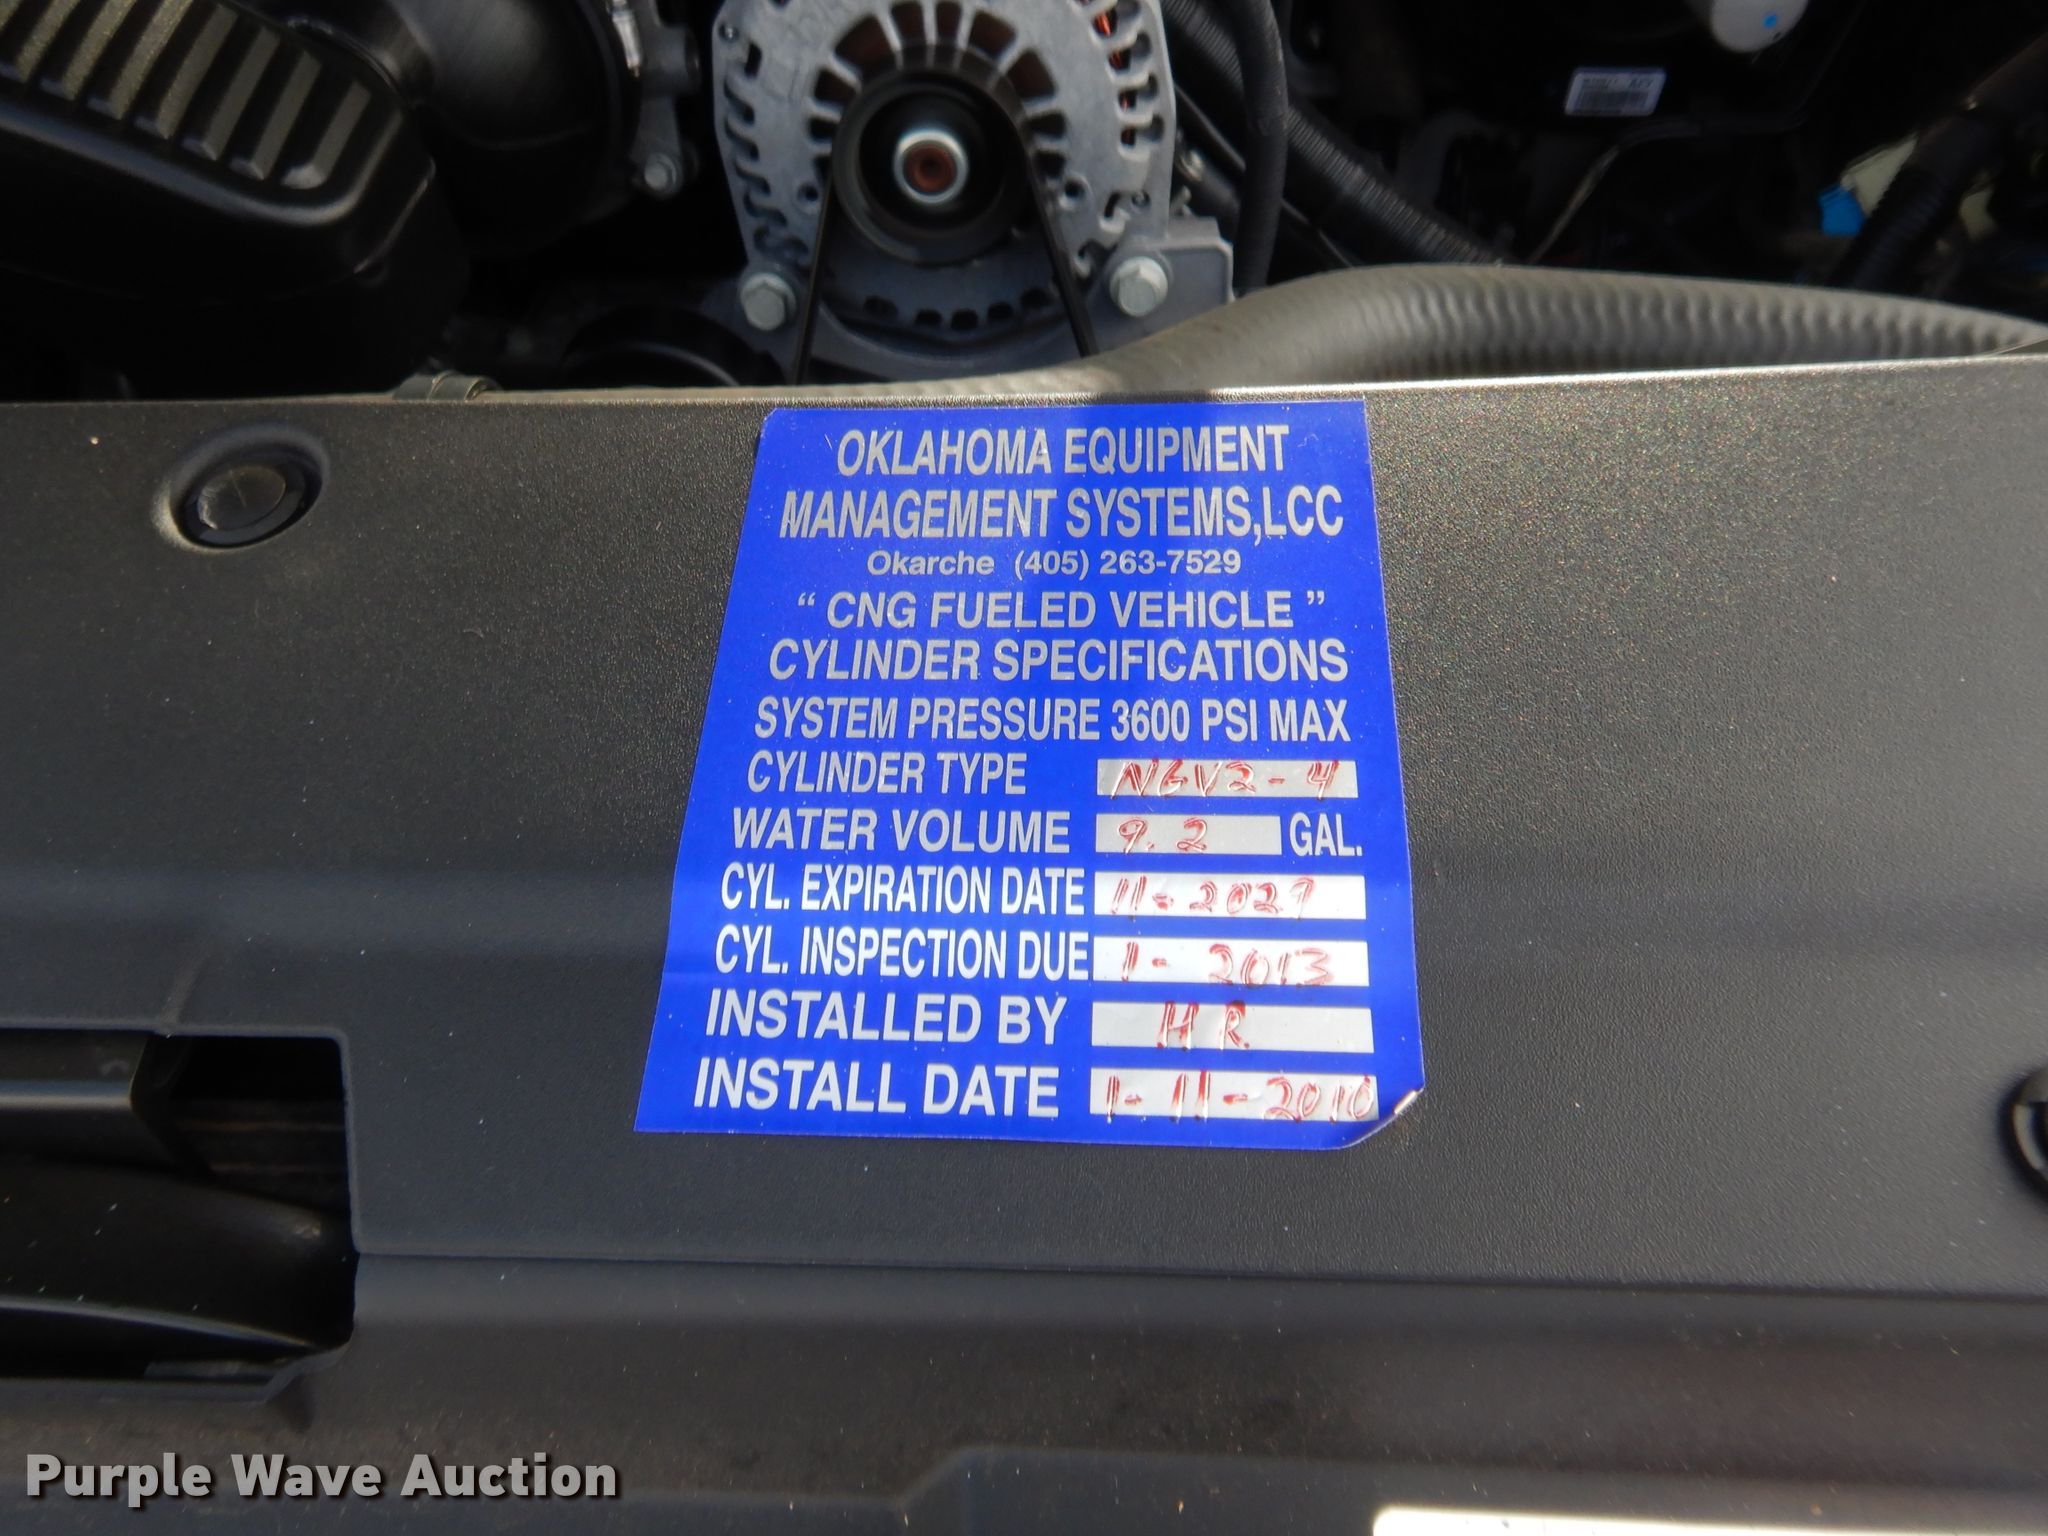 OKLAHOMA EQUIPMENT
MANAGEMENT SYSTEMS,LCC
Okarche (405) 263-7529
" CNG FUELED VEHICLE "
CYLINDER SPECIFICATIONS
SYSTEM PRESSURE 3600 PSI MAX
CYLINDER TYPE NGV2-4
WATER VOLUME 9.2 GAL.
CYL. EXPIRATION DATE 11-2029
CYL. INSPECTION DUE 1-2013
INSTALLED BY HR
INSTALL DATE 1-11-2010
Purple Wave Auction